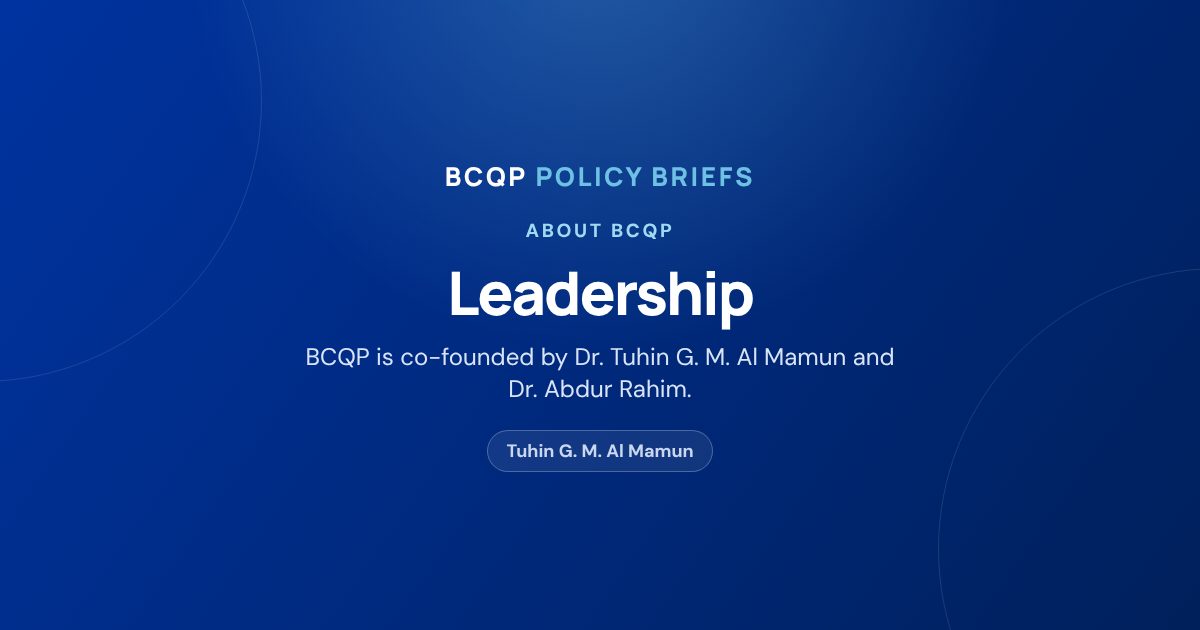 BCQP POLICY BRIEFS
ABOUT BCQP
Leadership
BCQP is co-founded by Dr. Tuhin G. M. Al Mamun and
Dr. Abdur Rahim.
Tuhin G. M. Al Mamun